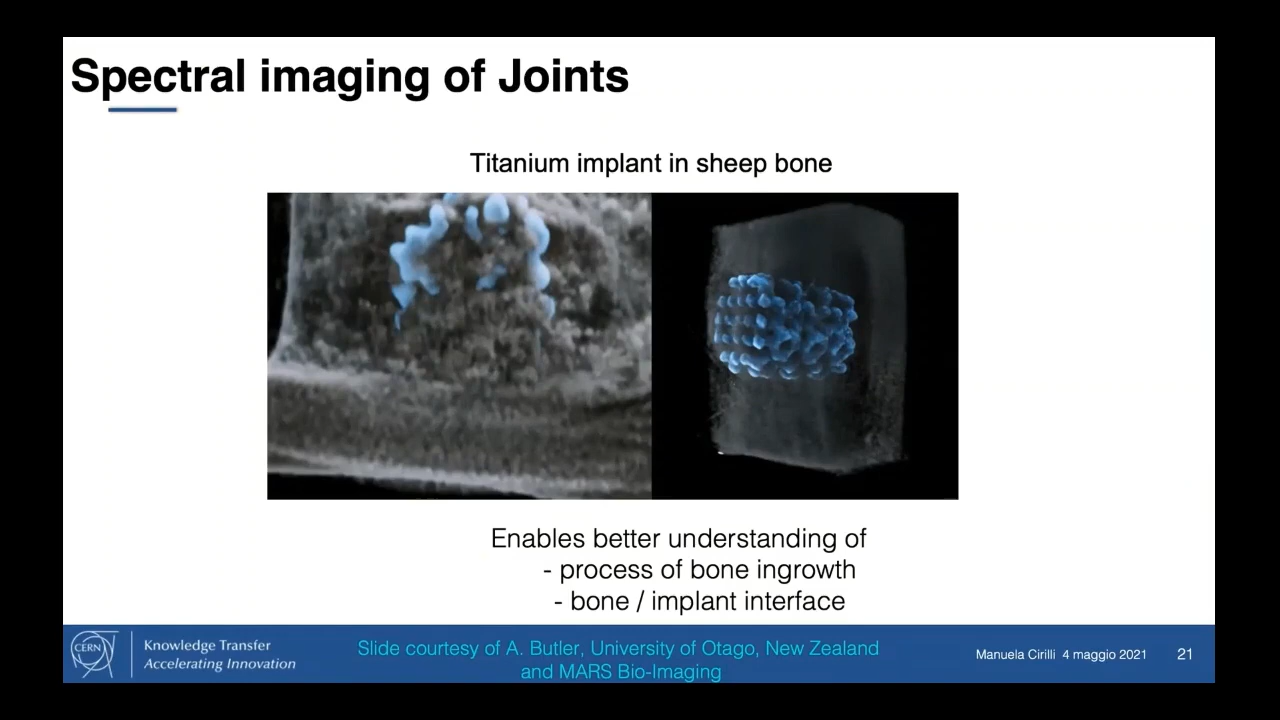 Spectral imaging of Joints
Titanium implant in sheep bone
Enables better understanding of
- process of bone ingrowth
- bone / implant interface
CERN
Knowledge Transfer
Accelerating Innovation
Slide courtesy of A. Butler, University of Otago, New Zealand
and MARS Bio-Imaging
Manuela Cirilli 4 maggio 2021
21